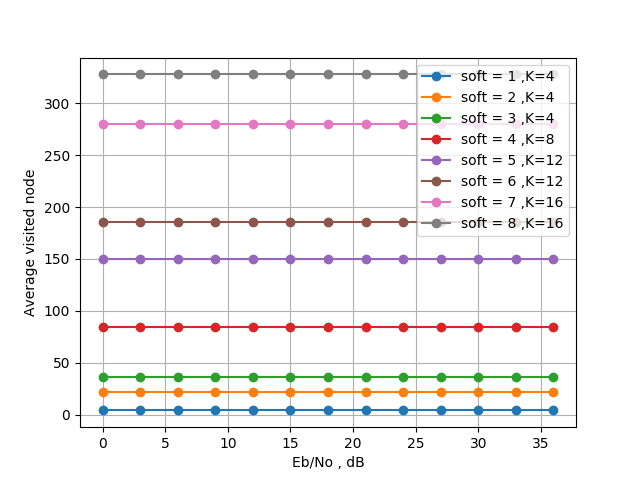 soft = 1 ,K=4
soft = 2 ,K=4
soft = 3 ,K=4
soft = 4 ,K=8
soft = 5 ,K=12
soft = 6 ,K=12
soft = 7 ,K=16
soft = 8 ,K=16
Average visited node
300
250
200
150
100
50
0
0 5 10 15 20 25 30 35
Eb/No , dB